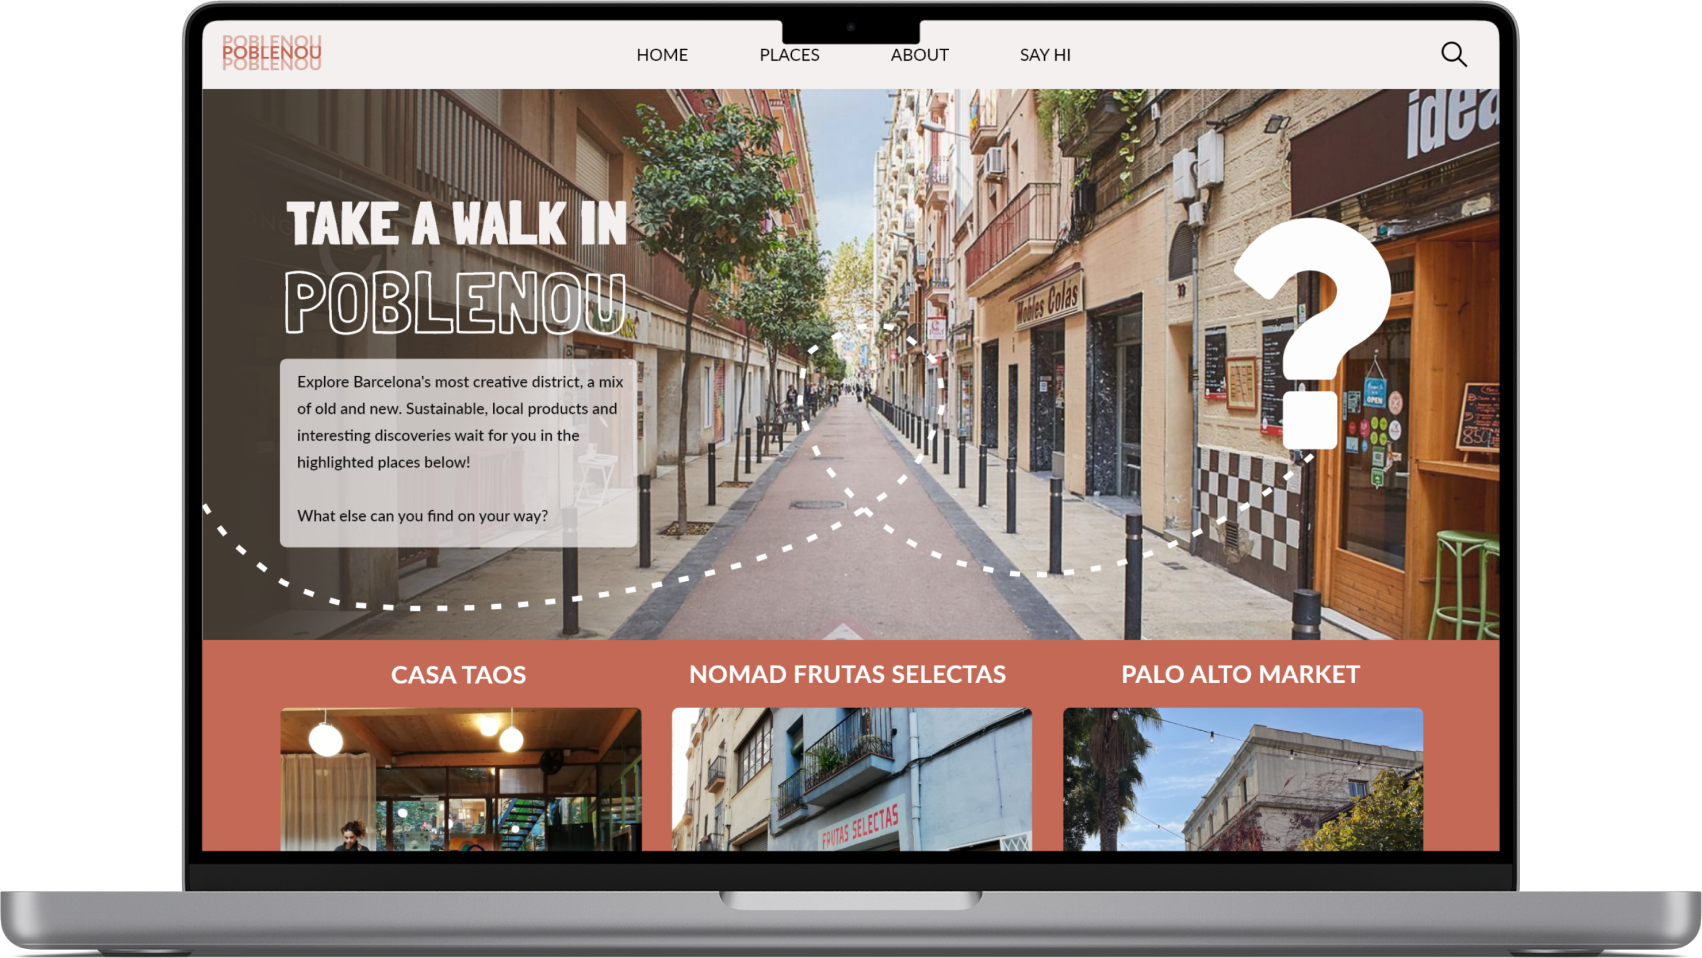 POBLENOU
POBLENOU
POBLENOU
HOME
PLACES
ABOUT
SAY HI
idea
TAKE A WALK IN
POBLENOU
Nobles Colas
?
Explore Barcelona's most creative district, a mix
of old and new. Sustainable, local products and
interesting discoveries wait for you in the
highlighted places below!
What else can you find on your way?
OPEN
CASA TAOS
NOMAD FRUTAS SELECTAS
PALO ALTO MARKET
FRUTAS SELECTAS